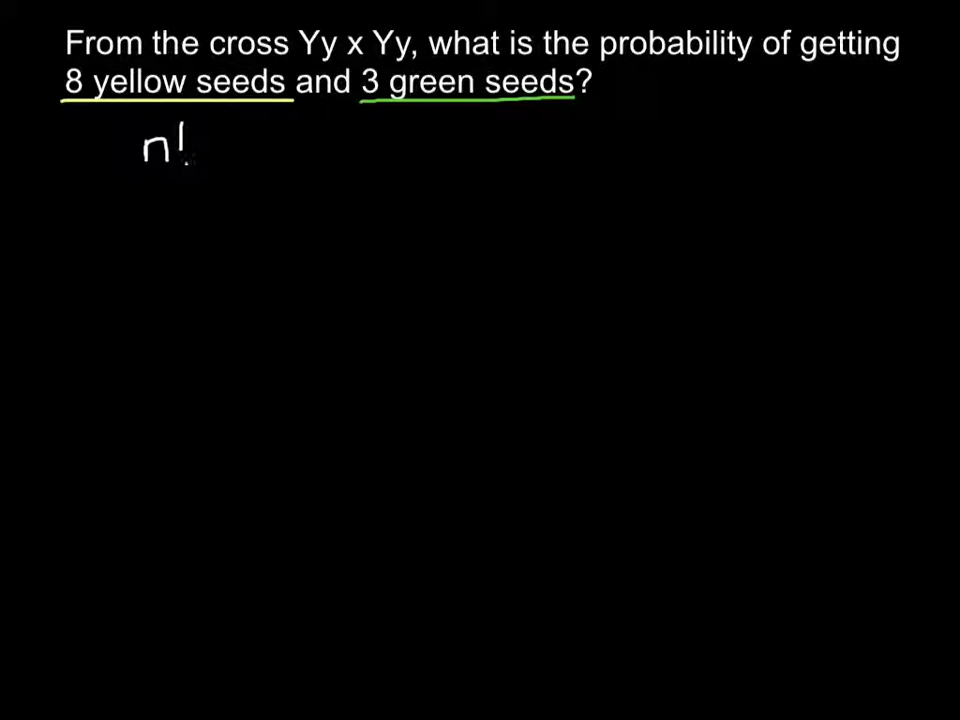 From the cross Yy x Yy, what is the probability of getting
8 yellow seeds and 3 green seeds?
n!